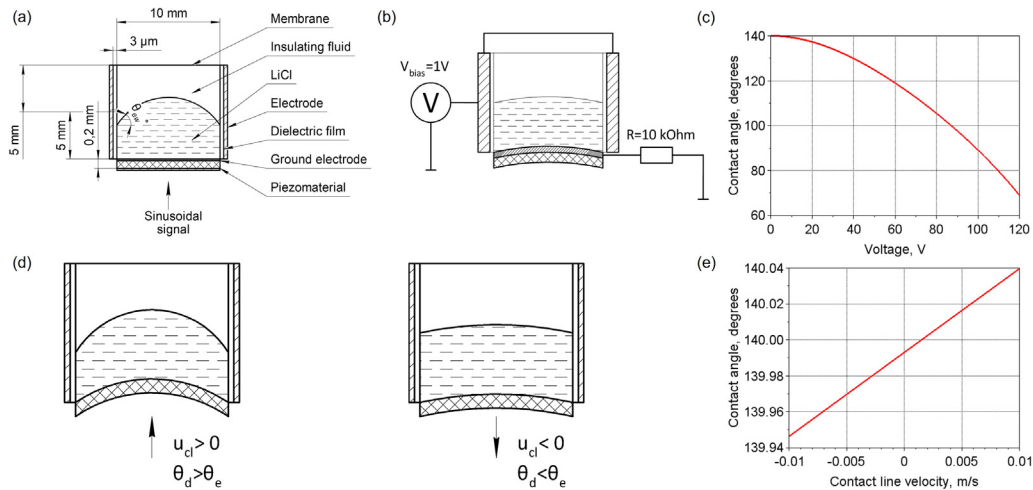 (a)
10 mm
3 µm
5 mm
5 mm
0,2 mm
θew
Membrane
Insulating fluid
LiCl
Electrode
Dielectric film
Ground electrode
Piezomaterial
Sinusoidal
signal
(b)
Vbias=1V
V
R=10 kOhm
(c)
Contact angle, degrees
140
120
100
80
60
0
20
40
60
80
100
120
Voltage, V
(d)
ucl> 0
θd>θe
ucl< 0
θd<θe
(e)
Contact angle, degrees
140.04
140.02
140.00
139.98
139.96
139.94
-0.01
-0.005
0
0.005
0.01
Contact line velocity, m/s